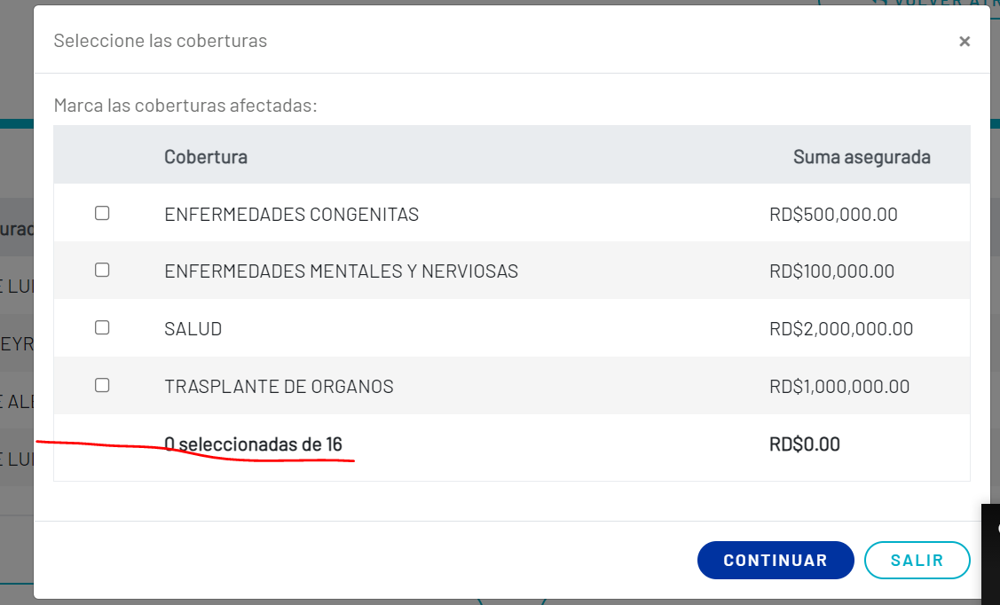 VOLVER ATR
Seleccione las coberturas ×
Marca las coberturas afectadas:
Cobertura Suma asegurada
ENFERMEDADES CONGENITAS RD$500,000.00
ENFERMEDADES MENTALES Y NERVIOSAS RD$100,000.00
SALUD RD$2,000,000.00
TRASPLANTE DE ORGANOS RD$1,000,000.00
0 seleccionadas de 16 RD$0.00
CONTINUAR SALIR